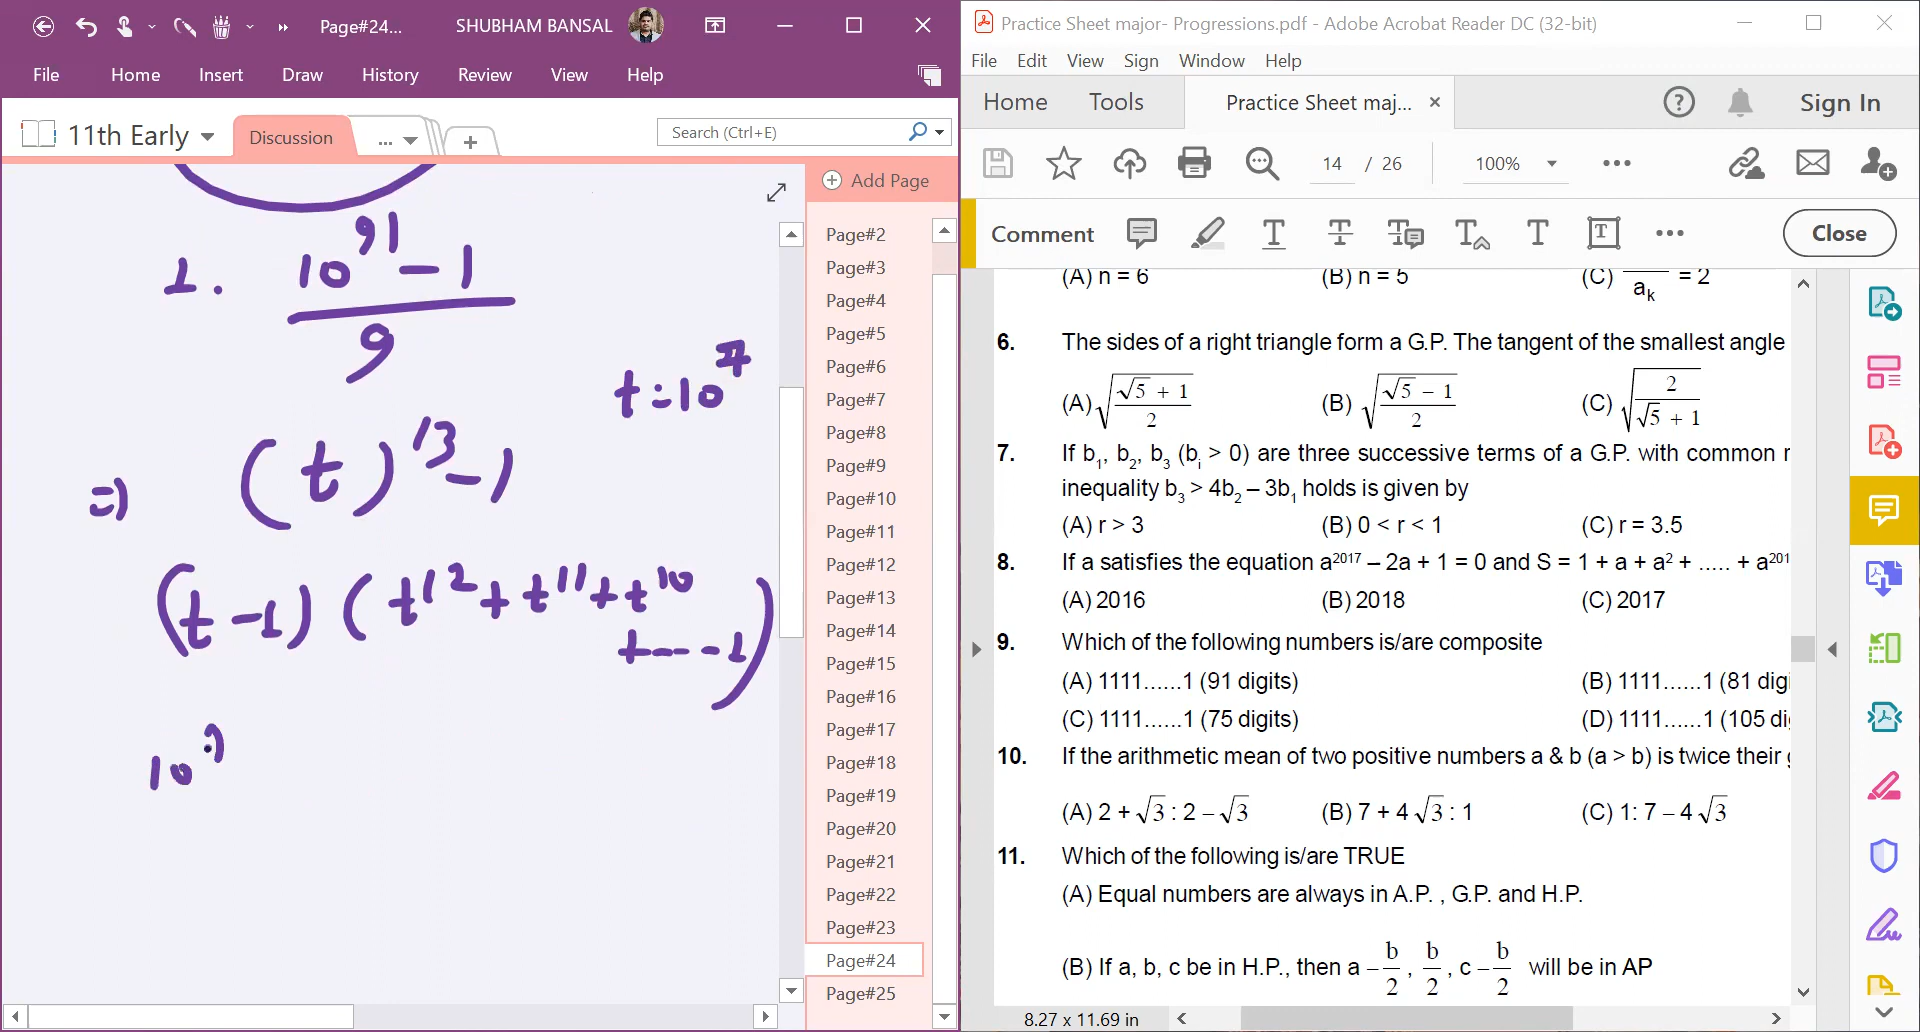 Page#24... SHUBHAM BANSAL
File Home Insert Draw History Review View Help
11th Early Discussion ... + Search (Ctrl+E)
Add Page
Page#2
Page#3
Page#4
Page#5
Page#6
Page#7
Page#8
Page#9
Page#10
Page#11
Page#12
Page#13
Page#14
Page#15
Page#16
Page#17
Page#18
Page#19
Page#20
Page#21
Page#22
Page#23
Page#24
Page#25
1. (10^91 - 1)/9
t = 10^7
=> (t)^13 - 1
(t - 1) (t^12 + t^11 + t^10
+ --- 1)
10
Practice Sheet major- Progressions.pdf - Adobe Acrobat Reader DC (32-bit)
File Edit View Sign Window Help
Home Tools Practice Sheet maj... × Sign In
14 / 26 100% •••
Comment ••• Close
(A) n = 6 (B) n = 5 (C) a_k = 2
6. The sides of a right triangle form a G.P. The tangent of the smallest angle
(A) √((√5 + 1)/2) (B) √((√5 – 1)/2) (C) √(2/(√5 + 1))
7. If b₁, b₂, b₃ (bᵢ > 0) are three successive terms of a G.P. with common r
inequality b₃ > 4b₂ – 3b₁ holds is given by
(A) r > 3 (B) 0 < r < 1 (C) r = 3.5
8. If a satisfies the equation a²⁰¹⁷ – 2a + 1 = 0 and S = 1 + a + a² + ..... + a²⁰¹
(A) 2016 (B) 2018 (C) 2017
9. Which of the following numbers is/are composite
(A) 1111......1 (91 digits) (B) 1111......1 (81 digi
(C) 1111......1 (75 digits) (D) 1111......1 (105 di
10. If the arithmetic mean of two positive numbers a & b (a > b) is twice their
(A) 2 + √3 : 2 – √3 (B) 7 + 4√3 : 1 (C) 1: 7 – 4√3
11. Which of the following is/are TRUE
(A) Equal numbers are always in A.P. , G.P. and H.P.
(B) If a, b, c be in H.P., then a – b/2 , b/2 , c – b/2 will be in AP
8.27 x 11.69 in